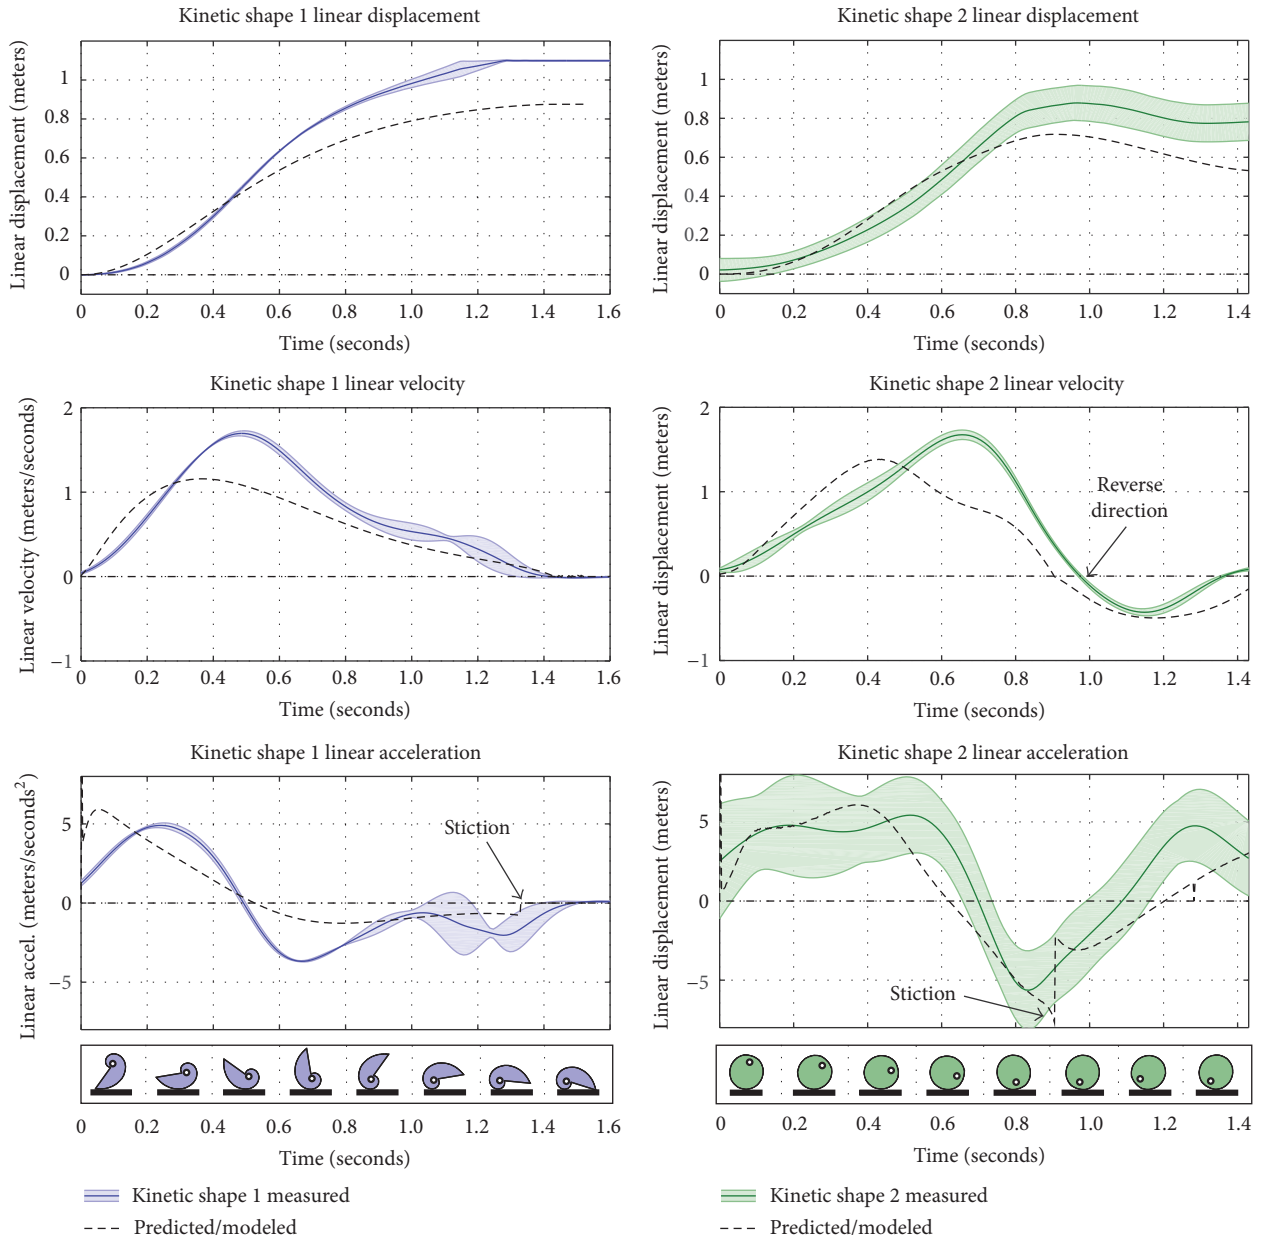 Kinetic shape 1 linear displacement
Linear displacement (meters)
1
0.8
0.6
0.4
0.2
0
0 0.2 0.4 0.6 0.8 1.0 1.2 1.4 1.6
Time (seconds)
Kinetic shape 2 linear displacement
Linear displacement (meters)
1
0.8
0.6
0.4
0.2
0
0 0.2 0.4 0.6 0.8 1.0 1.2 1.4
Time (seconds)
Kinetic shape 1 linear velocity
Linear velocity (meters/seconds)
2
1
0
−1
0 0.2 0.4 0.6 0.8 1.0 1.2 1.4 1.6
Time (seconds)
Kinetic shape 2 linear velocity
Linear displacement (meters)
2
1
0
−1
Reverse
direction
0 0.2 0.4 0.6 0.8 1.0 1.2 1.4
Time (seconds)
Kinetic shape 1 linear acceleration
Linear accel. (meters/seconds²)
5
0
−5
Stiction
0 0.2 0.4 0.6 0.8 1.0 1.2 1.4 1.6
Time (seconds)
Kinetic shape 2 linear acceleration
Linear displacement (meters)
5
0
−5
Stiction
0 0.2 0.4 0.6 0.8 1.0 1.2 1.4
Time (seconds)
Kinetic shape 1 measured
Predicted/modeled
Kinetic shape 2 measured
Predicted/modeled